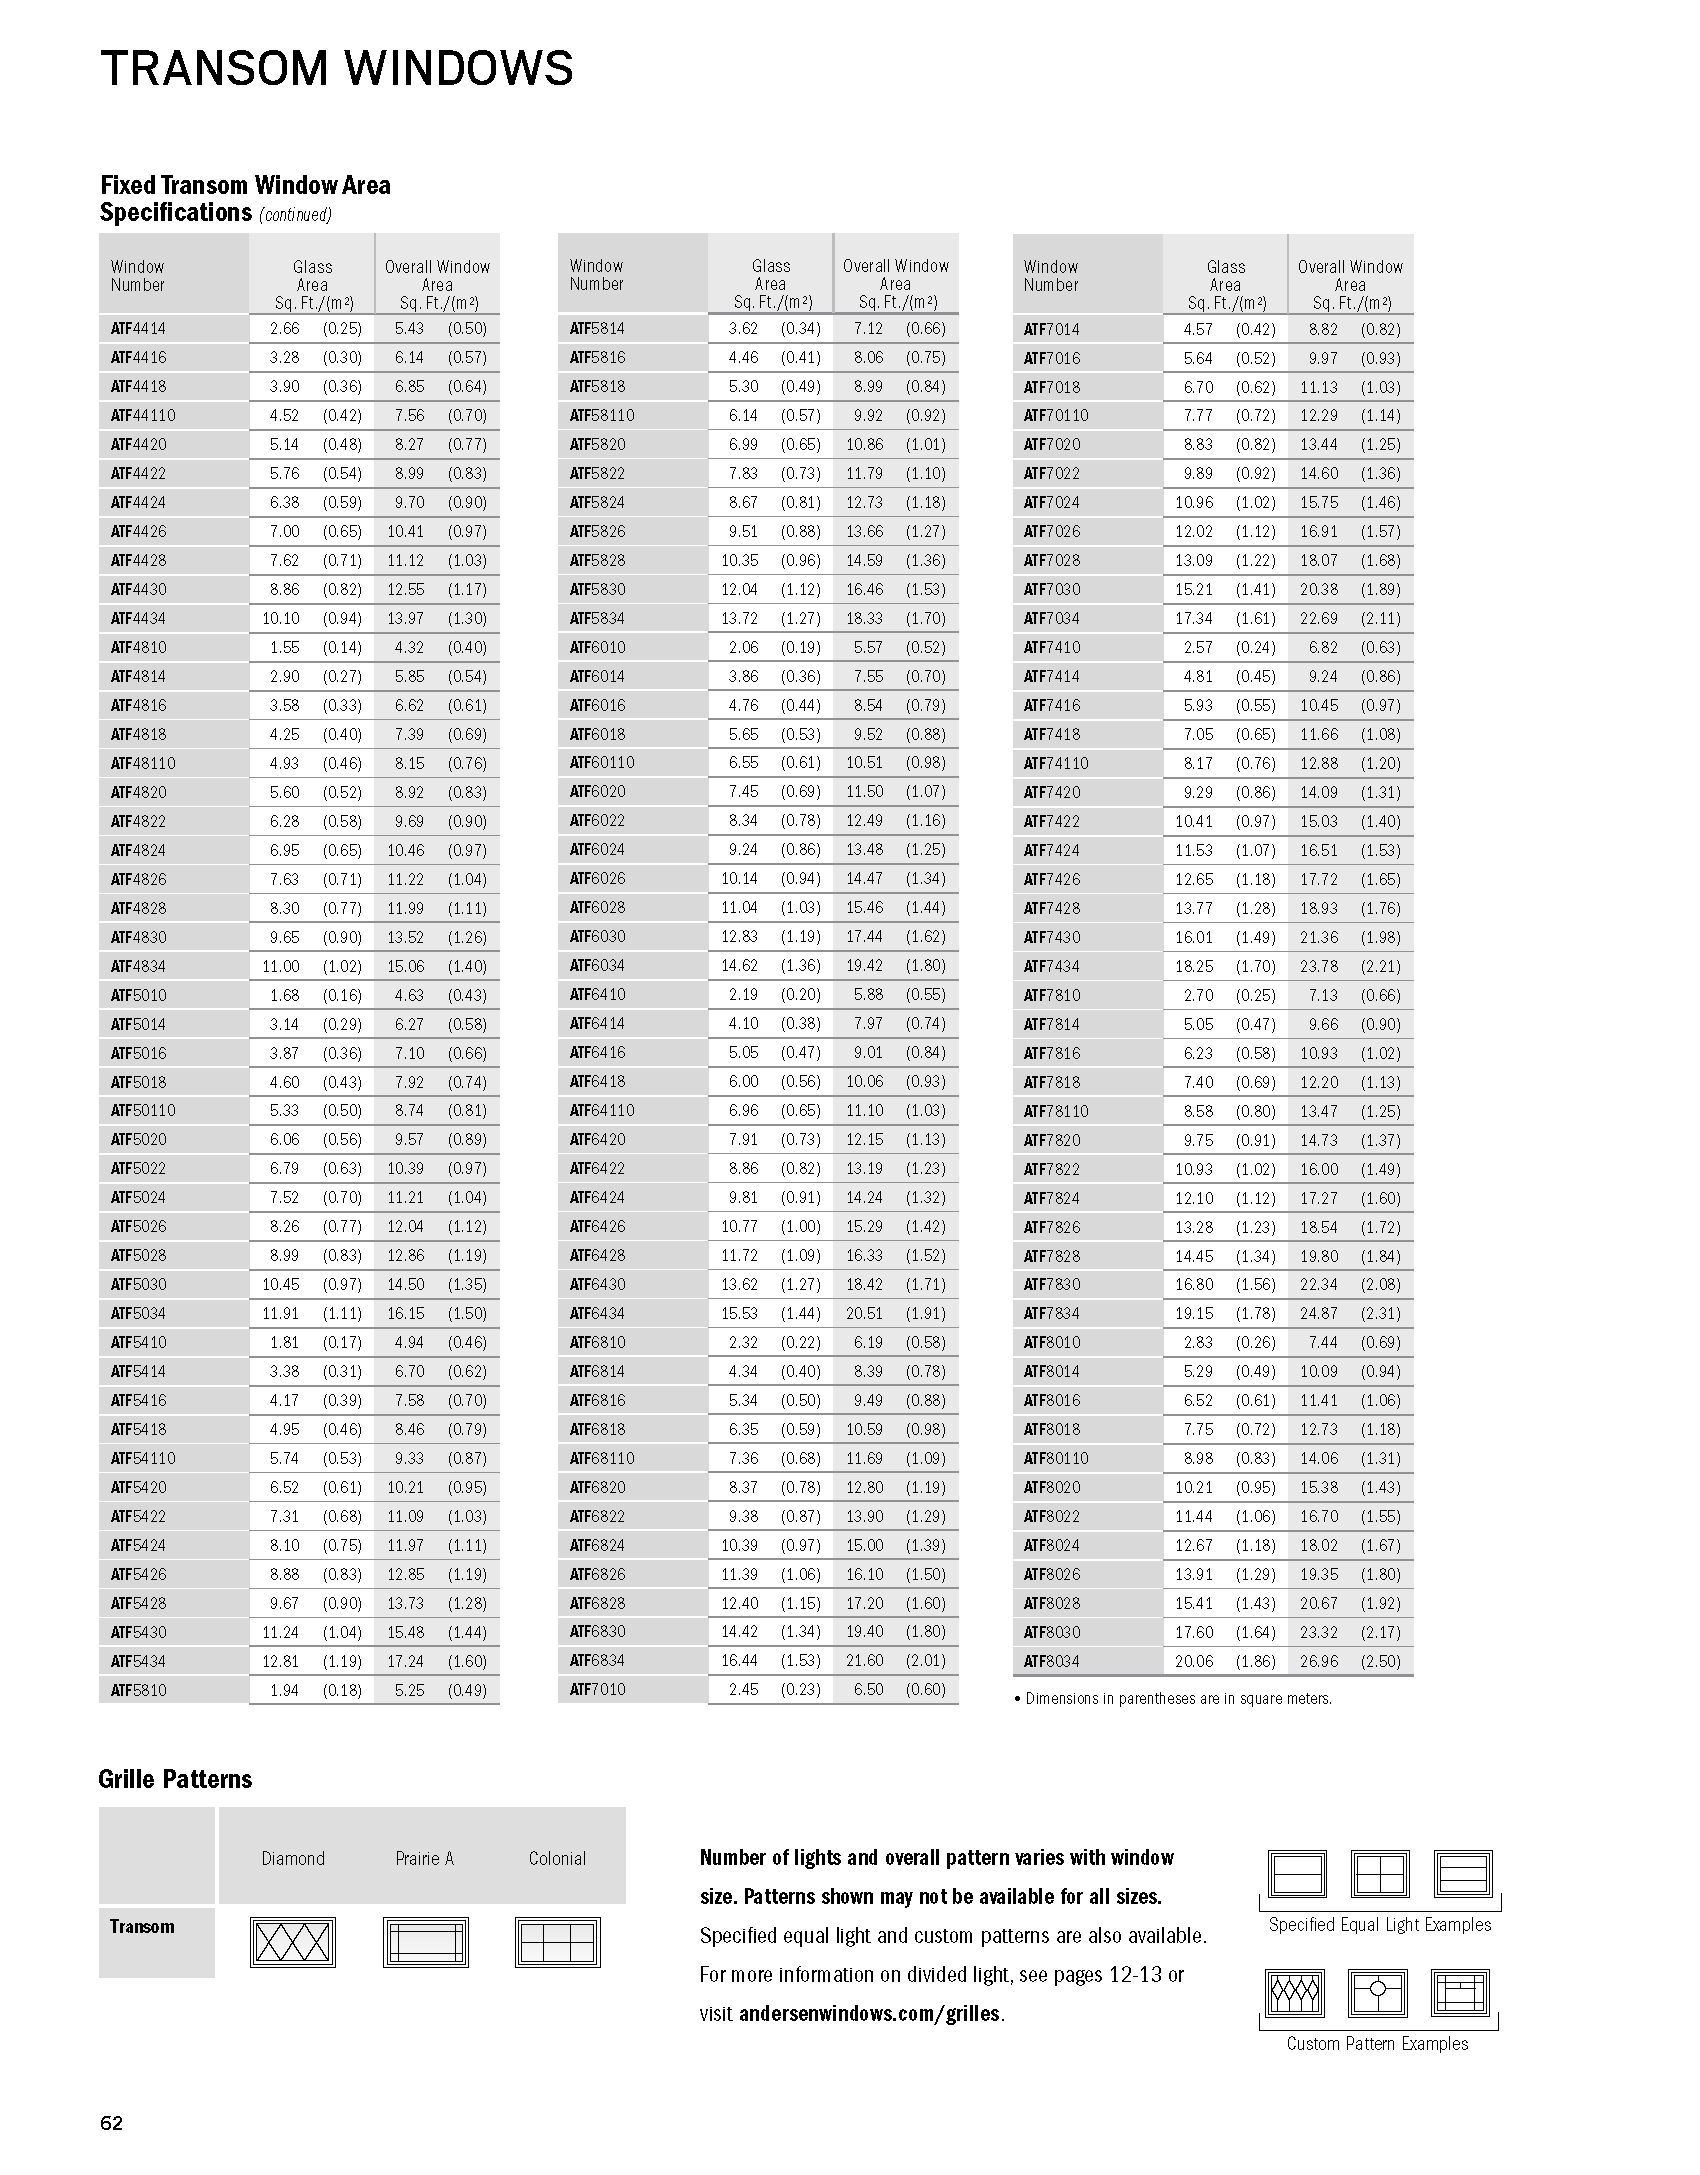 TRANSOM WINDOWS
Fixed Transom Window Area
Specifications (continued)
Window Number Glass Area Sq. Ft./(m²) Overall Window Area Sq. Ft./(m²)
ATF4414 2.66 (0.25) 5.43 (0.50)
ATF4416 3.28 (0.30) 6.14 (0.57)
ATF4418 3.90 (0.36) 6.85 (0.64)
ATF44110 4.52 (0.42) 7.56 (0.70)
ATF4420 5.14 (0.48) 8.27 (0.77)
ATF4422 5.76 (0.54) 8.99 (0.83)
ATF4424 6.38 (0.59) 9.70 (0.90)
ATF4426 7.00 (0.65) 10.41 (0.97)
ATF4428 7.62 (0.71) 11.12 (1.03)
ATF4430 8.86 (0.82) 12.55 (1.17)
ATF4434 10.10 (0.94) 13.97 (1.30)
ATF4810 1.55 (0.14) 4.32 (0.40)
ATF4814 2.90 (0.27) 5.85 (0.54)
ATF4816 3.58 (0.33) 6.62 (0.61)
ATF4818 4.25 (0.40) 7.39 (0.69)
ATF48110 4.93 (0.46) 8.15 (0.76)
ATF4820 5.60 (0.52) 8.92 (0.83)
ATF4822 6.28 (0.58) 9.69 (0.90)
ATF4824 6.95 (0.65) 10.46 (0.97)
ATF4826 7.63 (0.71) 11.22 (1.04)
ATF4828 8.30 (0.77) 11.99 (1.11)
ATF4830 9.65 (0.90) 13.52 (1.26)
ATF4834 11.00 (1.02) 15.06 (1.40)
ATF5010 1.68 (0.16) 4.63 (0.43)
ATF5014 3.14 (0.29) 6.27 (0.58)
ATF5016 3.87 (0.36) 7.10 (0.66)
ATF5018 4.60 (0.43) 7.92 (0.74)
ATF50110 5.33 (0.50) 8.74 (0.81)
ATF5020 6.06 (0.56) 9.57 (0.89)
ATF5022 6.79 (0.63) 10.39 (0.97)
ATF5024 7.52 (0.70) 11.21 (1.04)
ATF5026 8.26 (0.77) 12.04 (1.12)
ATF5028 8.99 (0.83) 12.86 (1.19)
ATF5030 10.45 (0.97) 14.50 (1.35)
ATF5034 11.91 (1.11) 16.15 (1.50)
ATF5410 1.81 (0.17) 4.94 (0.46)
ATF5414 3.38 (0.31) 6.70 (0.62)
ATF5416 4.17 (0.39) 7.58 (0.70)
ATF5418 4.95 (0.46) 8.46 (0.79)
ATF54110 5.74 (0.53) 9.33 (0.87)
ATF5420 6.52 (0.61) 10.21 (0.95)
ATF5422 7.31 (0.68) 11.09 (1.03)
ATF5424 8.10 (0.75) 11.97 (1.11)
ATF5426 8.88 (0.83) 12.85 (1.19)
ATF5428 9.67 (0.90) 13.73 (1.28)
ATF5430 11.24 (1.04) 15.48 (1.44)
ATF5434 12.81 (1.19) 17.24 (1.60)
ATF5810 1.94 (0.18) 5.25 (0.49)
Window Number Glass Area Sq. Ft./(m²) Overall Window Area Sq. Ft./(m²)
ATF5814 3.62 (0.34) 7.12 (0.66)
ATF5816 4.46 (0.41) 8.06 (0.75)
ATF5818 5.30 (0.49) 8.99 (0.84)
ATF58110 6.14 (0.57) 9.92 (0.92)
ATF5820 6.99 (0.65) 10.86 (1.01)
ATF5822 7.83 (0.73) 11.79 (1.10)
ATF5824 8.67 (0.81) 12.73 (1.18)
ATF5826 9.51 (0.88) 13.66 (1.27)
ATF5828 10.35 (0.96) 14.59 (1.36)
ATF5830 12.04 (1.12) 16.46 (1.53)
ATF5834 13.72 (1.27) 18.33 (1.70)
ATF6010 2.06 (0.19) 5.57 (0.52)
ATF6014 3.86 (0.36) 7.55 (0.70)
ATF6016 4.76 (0.44) 8.54 (0.79)
ATF6018 5.65 (0.53) 9.52 (0.88)
ATF60110 6.55 (0.61) 10.51 (0.98)
ATF6020 7.45 (0.69) 11.50 (1.07)
ATF6022 8.34 (0.78) 12.49 (1.16)
ATF6024 9.24 (0.86) 13.48 (1.25)
ATF6026 10.14 (0.94) 14.47 (1.34)
ATF6028 11.04 (1.03) 15.46 (1.44)
ATF6030 12.83 (1.19) 17.44 (1.62)
ATF6034 14.62 (1.36) 19.42 (1.80)
ATF6410 2.19 (0.20) 5.88 (0.55)
ATF6414 4.10 (0.38) 7.97 (0.74)
ATF6416 5.05 (0.47) 9.01 (0.84)
ATF6418 6.00 (0.56) 10.06 (0.93)
ATF64110 6.96 (0.65) 11.10 (1.03)
ATF6420 7.91 (0.73) 12.15 (1.13)
ATF6422 8.86 (0.82) 13.19 (1.23)
ATF6424 9.81 (0.91) 14.24 (1.32)
ATF6426 10.77 (1.00) 15.29 (1.42)
ATF6428 11.72 (1.09) 16.33 (1.52)
ATF6430 13.62 (1.27) 18.42 (1.71)
ATF6434 15.53 (1.44) 20.51 (1.91)
ATF6810 2.32 (0.22) 6.19 (0.58)
ATF6814 4.34 (0.40) 8.39 (0.78)
ATF6816 5.34 (0.50) 9.49 (0.88)
ATF6818 6.35 (0.59) 10.59 (0.98)
ATF68110 7.36 (0.68) 11.69 (1.09)
ATF6820 8.37 (0.78) 12.80 (1.19)
ATF6822 9.38 (0.87) 13.90 (1.29)
ATF6824 10.39 (0.97) 15.00 (1.39)
ATF6826 11.39 (1.06) 16.10 (1.50)
ATF6828 12.40 (1.15) 17.20 (1.60)
ATF6830 14.42 (1.34) 19.40 (1.80)
ATF6834 16.44 (1.53) 21.60 (2.01)
ATF7010 2.45 (0.23) 6.50 (0.60)
Window Number Glass Area Sq. Ft./(m²) Overall Window Area Sq. Ft./(m²)
ATF7014 4.57 (0.42) 8.82 (0.82)
ATF7016 5.64 (0.52) 9.97 (0.93)
ATF7018 6.70 (0.62) 11.13 (1.03)
ATF70110 7.77 (0.72) 12.29 (1.14)
ATF7020 8.83 (0.82) 13.44 (1.25)
ATF7022 9.89 (0.92) 14.60 (1.36)
ATF7024 10.96 (1.02) 15.75 (1.46)
ATF7026 12.02 (1.12) 16.91 (1.57)
ATF7028 13.09 (1.22) 18.07 (1.68)
ATF7030 15.21 (1.41) 20.38 (1.89)
ATF7034 17.34 (1.61) 22.69 (2.11)
ATF7410 2.57 (0.24) 6.82 (0.63)
ATF7414 4.81 (0.45) 9.24 (0.86)
ATF7416 5.93 (0.55) 10.45 (0.97)
ATF7418 7.05 (0.65) 11.66 (1.08)
ATF74110 8.17 (0.76) 12.88 (1.20)
ATF7420 9.29 (0.86) 14.09 (1.31)
ATF7422 10.41 (0.97) 15.03 (1.40)
ATF7424 11.53 (1.07) 16.51 (1.53)
ATF7426 12.65 (1.18) 17.72 (1.65)
ATF7428 13.77 (1.28) 18.93 (1.76)
ATF7430 16.01 (1.49) 21.36 (1.98)
ATF7434 18.25 (1.70) 23.78 (2.21)
ATF7810 2.70 (0.25) 7.13 (0.66)
ATF7814 5.05 (0.47) 9.66 (0.90)
ATF7816 6.23 (0.58) 10.93 (1.02)
ATF7818 7.40 (0.69) 12.20 (1.13)
ATF78110 8.58 (0.80) 13.47 (1.25)
ATF7820 9.75 (0.91) 14.73 (1.37)
ATF7822 10.93 (1.02) 16.00 (1.49)
ATF7824 12.10 (1.12) 17.27 (1.60)
ATF7826 13.28 (1.23) 18.54 (1.72)
ATF7828 14.45 (1.34) 19.80 (1.84)
ATF7830 16.80 (1.56) 22.34 (2.08)
ATF7834 19.15 (1.78) 24.87 (2.31)
ATF8010 2.83 (0.26) 7.44 (0.69)
ATF8014 5.29 (0.49) 10.09 (0.94)
ATF8016 6.52 (0.61) 11.41 (1.06)
ATF8018 7.75 (0.72) 12.73 (1.18)
ATF80110 8.98 (0.83) 14.06 (1.31)
ATF8020 10.21 (0.95) 15.38 (1.43)
ATF8022 11.44 (1.06) 16.70 (1.55)
ATF8024 12.67 (1.18) 18.02 (1.67)
ATF8026 13.91 (1.29) 19.35 (1.80)
ATF8028 15.41 (1.43) 20.67 (1.92)
ATF8030 17.60 (1.64) 23.32 (2.17)
ATF8034 20.06 (1.86) 26.96 (2.50)
• Dimensions in parentheses are in square meters.
Grille Patterns
Diamond Prairie A Colonial
Transom
Number of lights and overall pattern varies with window
size. Patterns shown may not be available for all sizes.
Specified equal light and custom patterns are also available.
For more information on divided light, see pages 12-13 or
visit andersenwindows.com/grilles.
Specified Equal Light Examples
Custom Pattern Examples
62